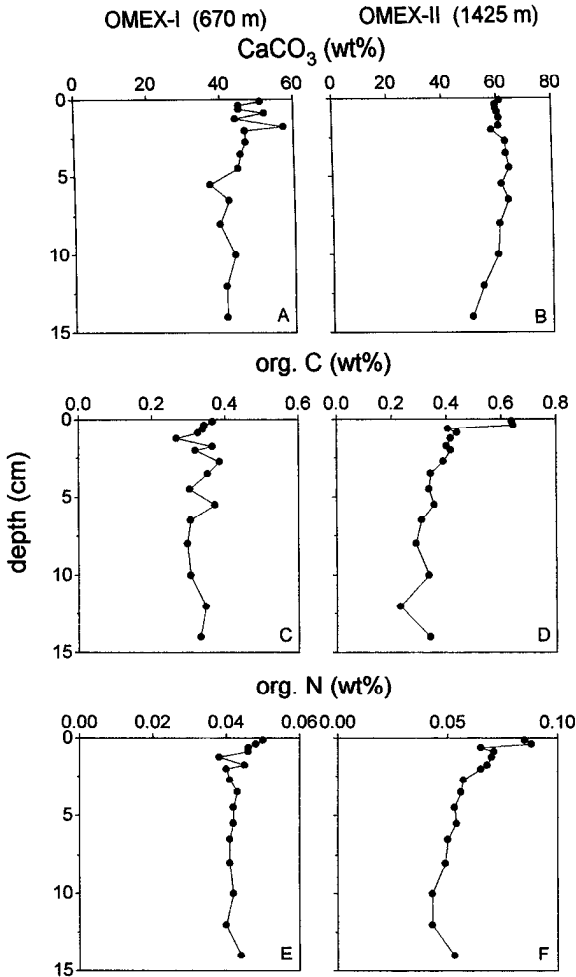 OMEX-I (670 m) OMEX-II (1425 m)
CaCO₃ (wt%)
0 20 40 60 0 20 40 60 80
0
5
10
15
A B
org. C (wt%)
0.0 0.2 0.4 0.6 0.0 0.2 0.4 0.6 0.8
0
5
10
15
depth (cm)
C D
org. N (wt%)
0.00 0.02 0.04 0.06 0.00 0.05 0.10
0
5
10
15
E F